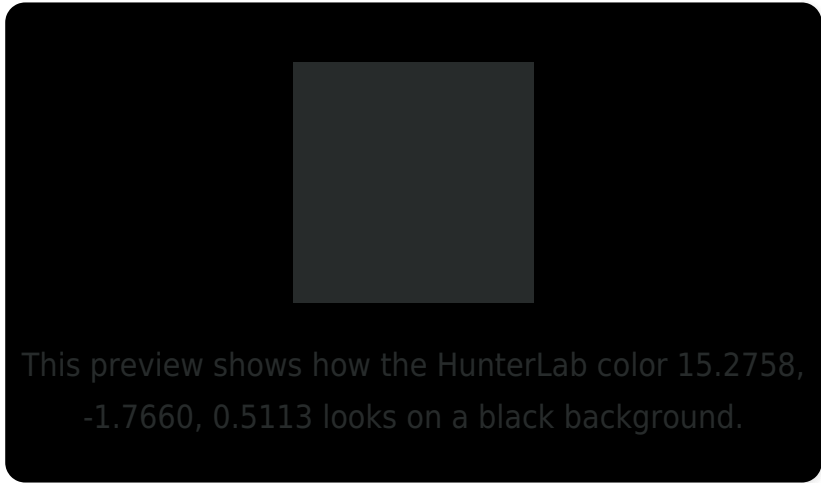 This preview shows how the HunterLab color 15.2758,
-1.7660, 0.5113 looks on a black background.